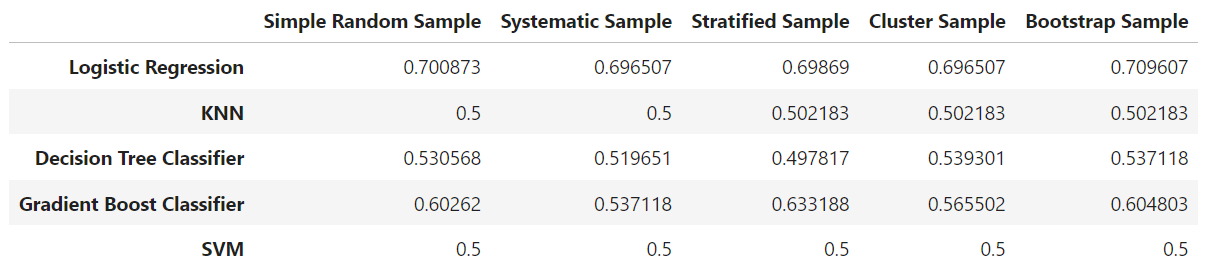 Simple Random Sample Systematic Sample Stratified Sample Cluster Sample Bootstrap Sample
Logistic Regression 0.700873 0.696507 0.69869 0.696507 0.709607
KNN 0.5 0.5 0.502183 0.502183 0.502183
Decision Tree Classifier 0.530568 0.519651 0.497817 0.539301 0.537118
Gradient Boost Classifier 0.60262 0.537118 0.633188 0.565502 0.604803
SVM 0.5 0.5 0.5 0.5 0.5